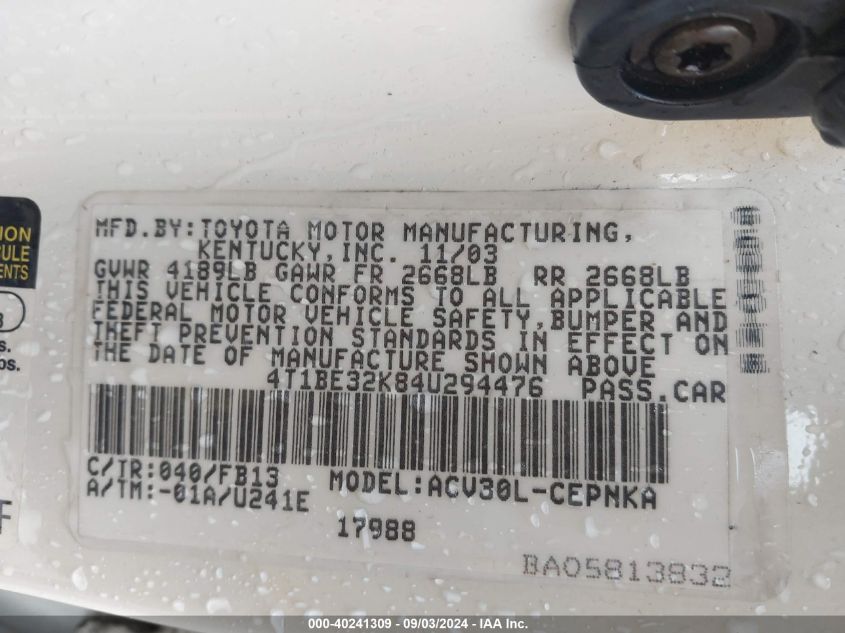 MFD.BY:TOYOTA MOTOR MANUFACTURING,
KENTUCKY,INC. 11/03
GVWR 4189LB GAWR FR 2668LB RR 2668LB
THIS VEHICLE CONFORMS TO ALL APPLICABLE
FEDERAL MOTOR VEHICLE SAFETY,BUMPER AND
THEFT PREVENTION STANDARDS IN EFFECT ON
THE DATE OF MANUFACTURE SHOWN ABOVE
4T1BE32K84U294476 PASS.CAR
C/TR:040/FB13 MODEL:ACV30L-CEPNKA
A/TM:-01A/U241E
17988
BA05813832
000-40241309 - 09/03/2024 - IAA Inc.